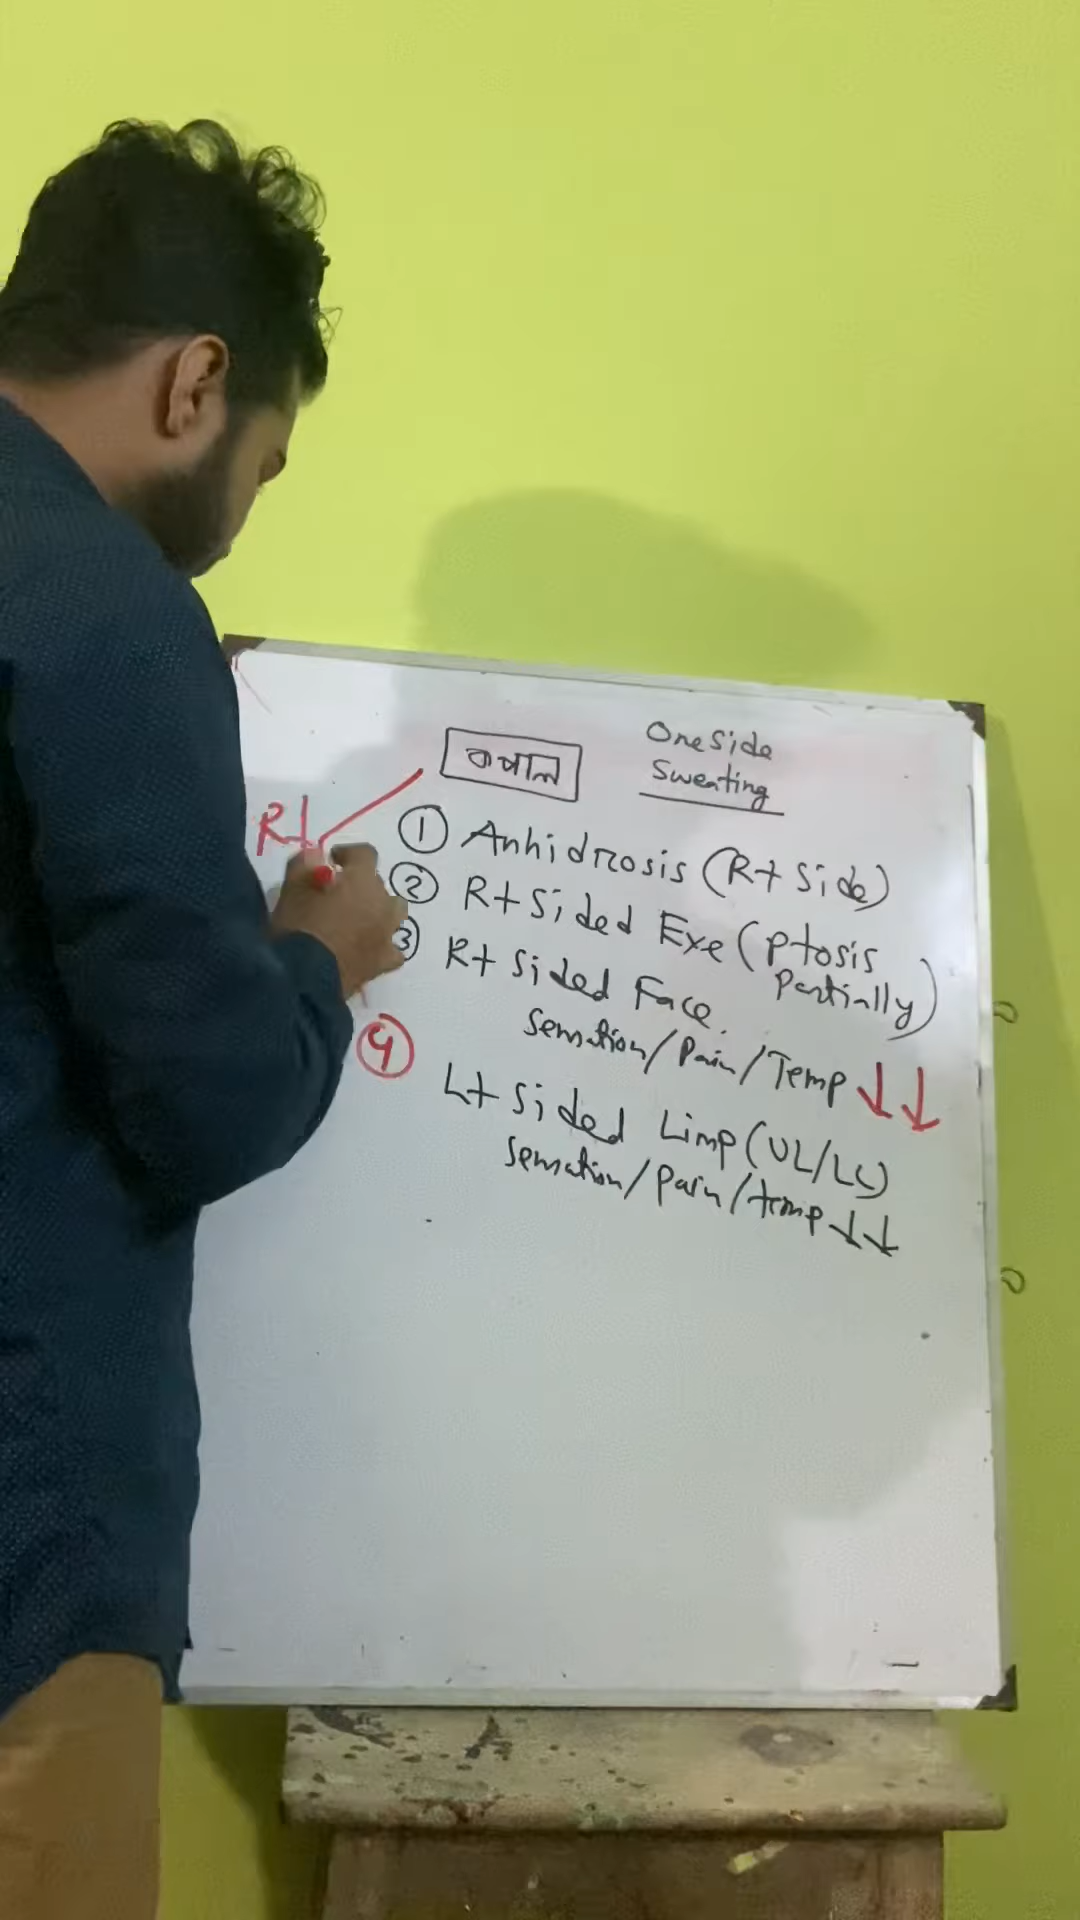 One Side
Sweating
কপাল
Rt
① Anhidrosis (Rt Side)
② Rt Sided Eye (Ptosis
Partially)
③ Rt Sided Face.
Sensation/Pain/Temp ↓↓
④
Lt Sided Limp (UL/LL)
Sensation/Pain/temp ↓↓